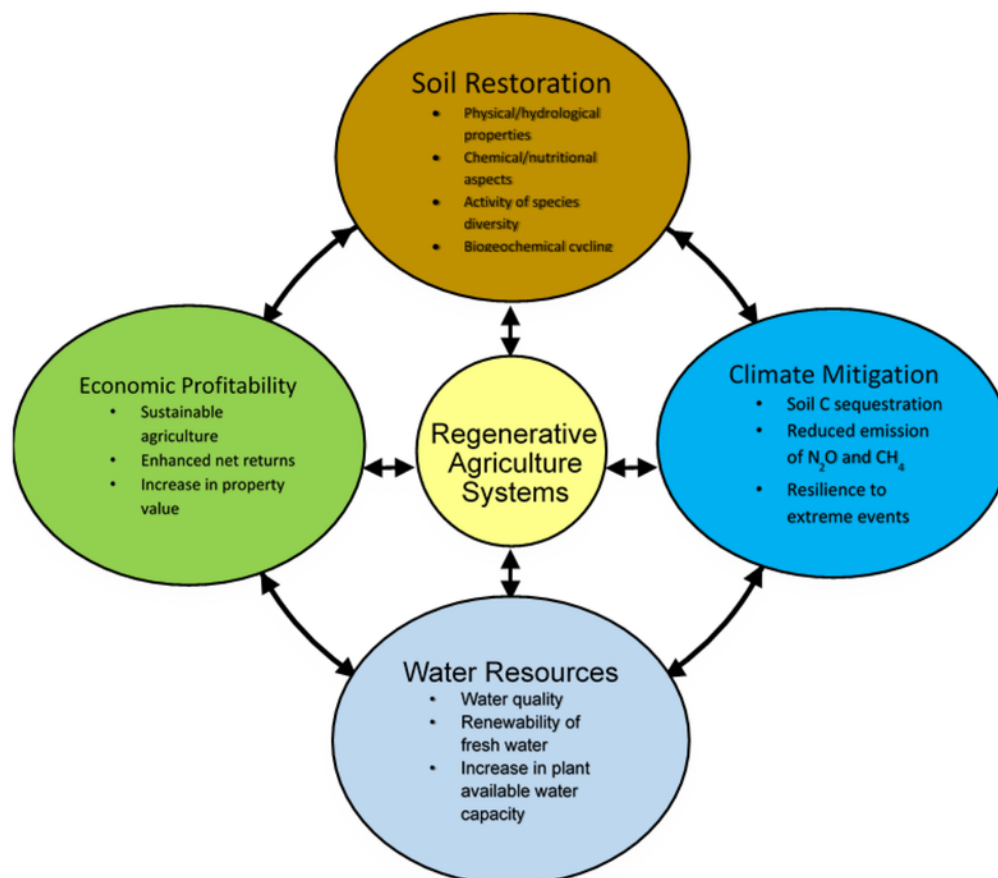 Soil Restoration
• Physical/hydrological
properties
• Chemical/nutritional
aspects
• Activity of species
diversity
• Biogeochemical cycling
Economic Profitability
• Sustainable
agriculture
• Enhanced net returns
• Increase in property
value
Regenerative
Agriculture
Systems
Climate Mitigation
• Soil C sequestration
• Reduced emission
of N₂O and CH₄
• Resilience to
extreme events
Water Resources
• Water quality
• Renewability of
fresh water
• Increase in plant
available water
capacity